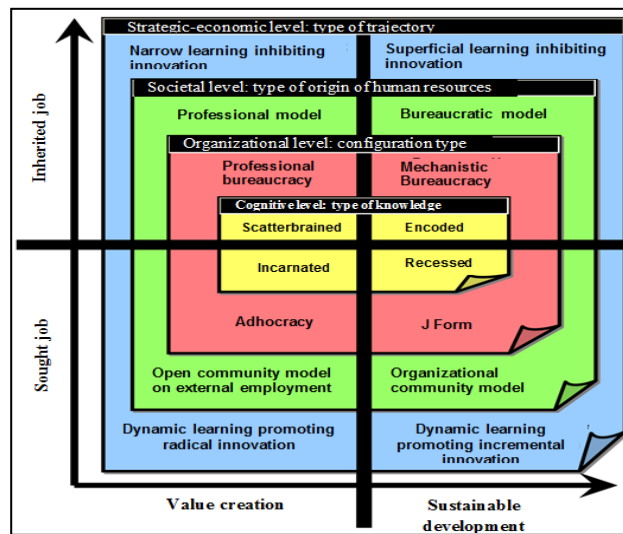 Strategic-economic level: type of trajectory
Narrow learning inhibiting
innovation
Superficial learning inhibiting
innovation
Societal level: type of origin of human resources
Professional model
Bureaucratic model
Organizational level: configuration type
Professional
bureaucracy
Mechanistic
Bureaucracy
Cognitive level: type of knowledge
Scatterbrained
Encoded
Incarnated
Recessed
Adhocracy
J Form
Open community model
on external employment
Organizational
community model
Dynamic learning promoting
radical innovation
Dynamic learning
promoting incremental
innovation
Inherited job
Sought job
Value creation
Sustainable
development